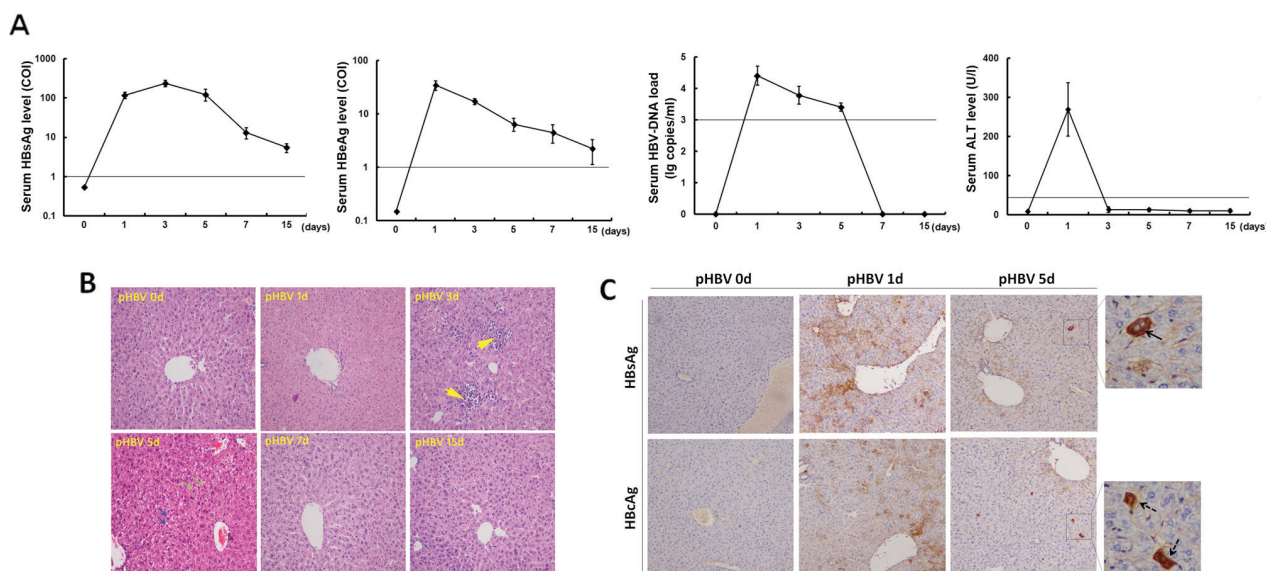 A
Serum HBsAg level (COI)
1000
100
10
1
0.1
0 1 3 5 7 15 (days)
Serum HBeAg level (COI)
100
10
1
0.1
0 1 3 5 7 15 (days)
Serum HBV-DNA load
(lg copies/ml)
5
4
3
2
1
0
0 1 3 5 7 15 (days)
Serum ALT level (U/l)
400
300
200
100
0
0 1 3 5 7 15 (days)
B
pHBV 0d pHBV 1d pHBV 3d
pHBV 5d pHBV 7d pHBV 15d
C
pHBV 0d pHBV 1d pHBV 5d
HBsAg
HBcAg